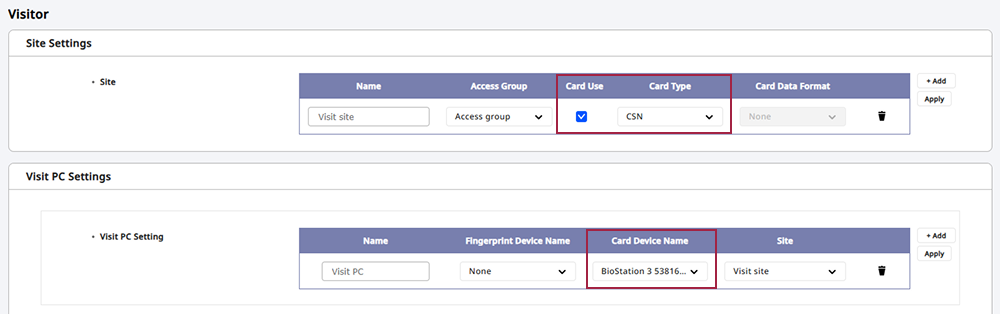 Visitor
Site Settings
• Site
Name Access Group Card Use Card Type Card Data Format
+ Add
Visit site Access group CSN None
Apply
Visit PC Settings
• Visit PC Setting
Name Fingerprint Device Name Card Device Name Site
+ Add
Visit PC None BioStation 3 53816... Visit site
Apply